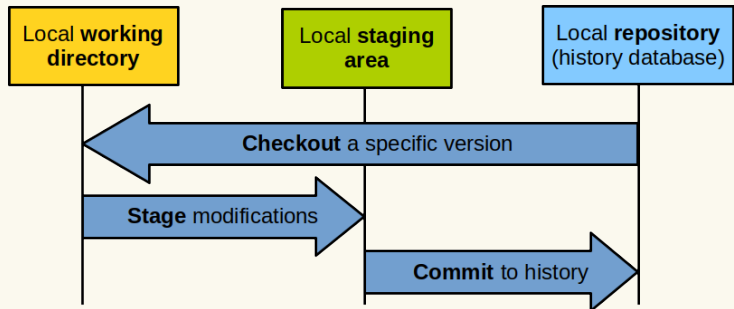 Local working
directory
Local staging
area
Local repository
(history database)
Checkout a specific version
Stage modifications
Commit to history